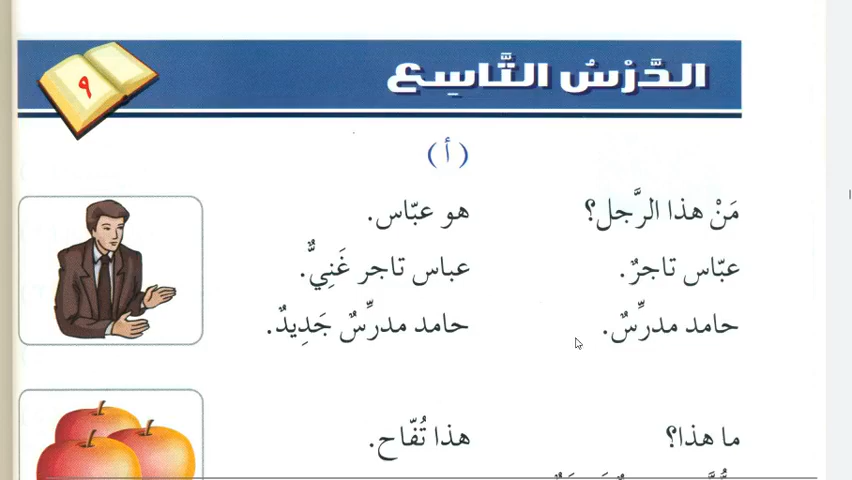 الدَّرْسُ التَّاسِع
٩
(أ)
مَنْ هذا الرَّجل؟ هو عبّاس.
عبّاس تاجرٌ. عباس تاجر غَنِيٌّ.
حامد مدرِّسٌ. حامد مدرِّسٌ جَدِيدٌ.
ما هذا؟ هذا تُفّاح.